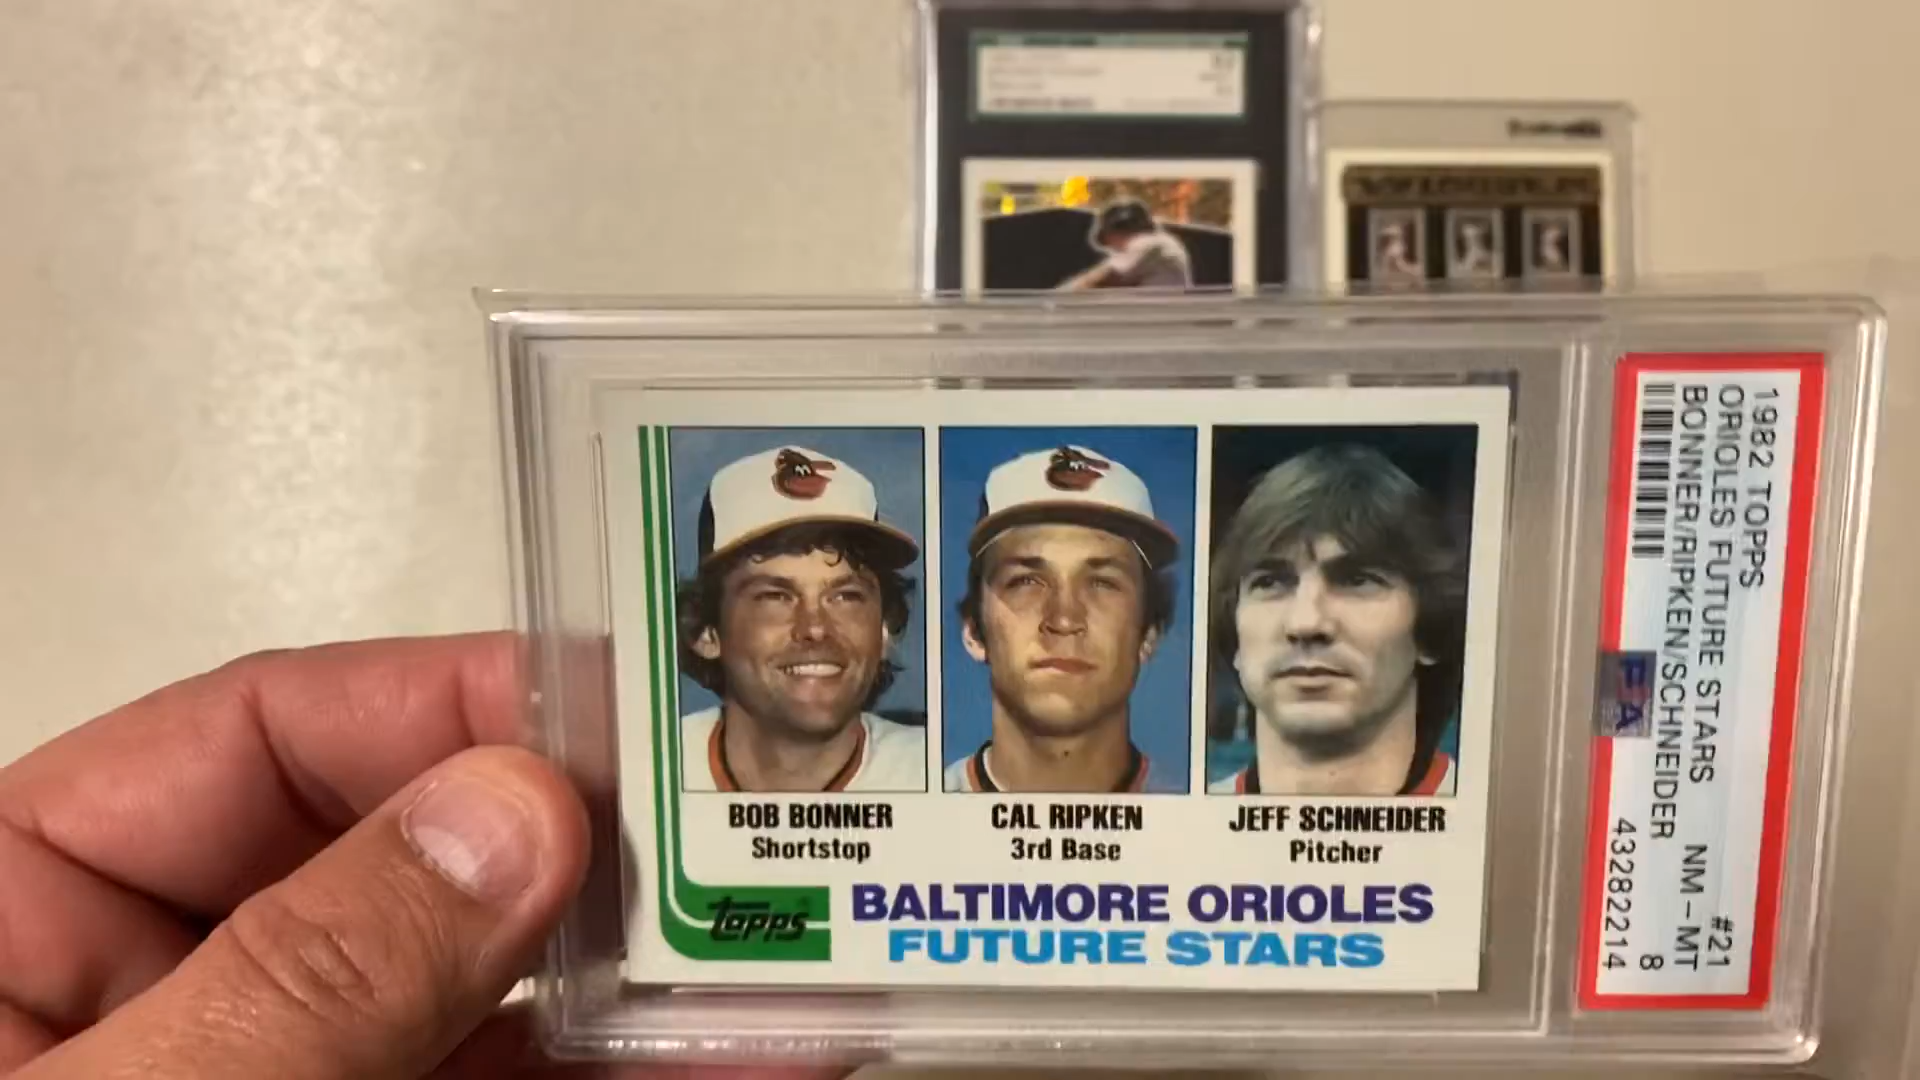 BOB BONNER
Shortstop
CAL RIPKEN
3rd Base
JEFF SCHNEIDER
Pitcher
topps
BALTIMORE ORIOLES
FUTURE STARS
1982 TOPPS #21
ORIOLES FUTURE STARS NM-MT
BONNER/RIPKEN/SCHNEIDER 8
43282214
PSA